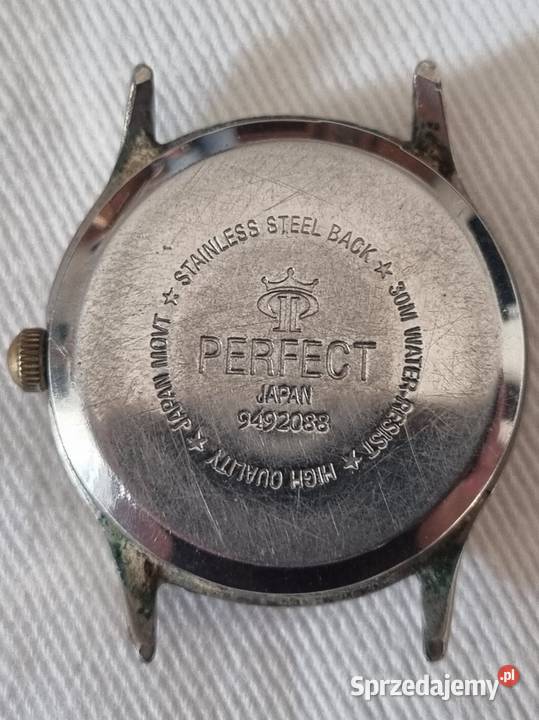 STAINLESS STEEL BACK ☆ 30M WATER-RESIST ☆ HIGH QUALITY ☆ JAPAN MOVT ☆
PERFECT
JAPAN
9492088
Sprzedajemy.pl